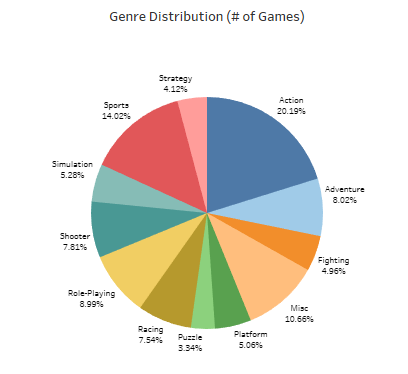 Genre Distribution (# of Games)
Strategy
4.12%
Action
20.19%
Adventure
8.02%
Fighting
4.96%
Misc
10.66%
Platform
5.06%
Puzzle
3.34%
Racing
7.54%
Role-Playing
8.99%
Shooter
7.81%
Simulation
5.28%
Sports
14.02%